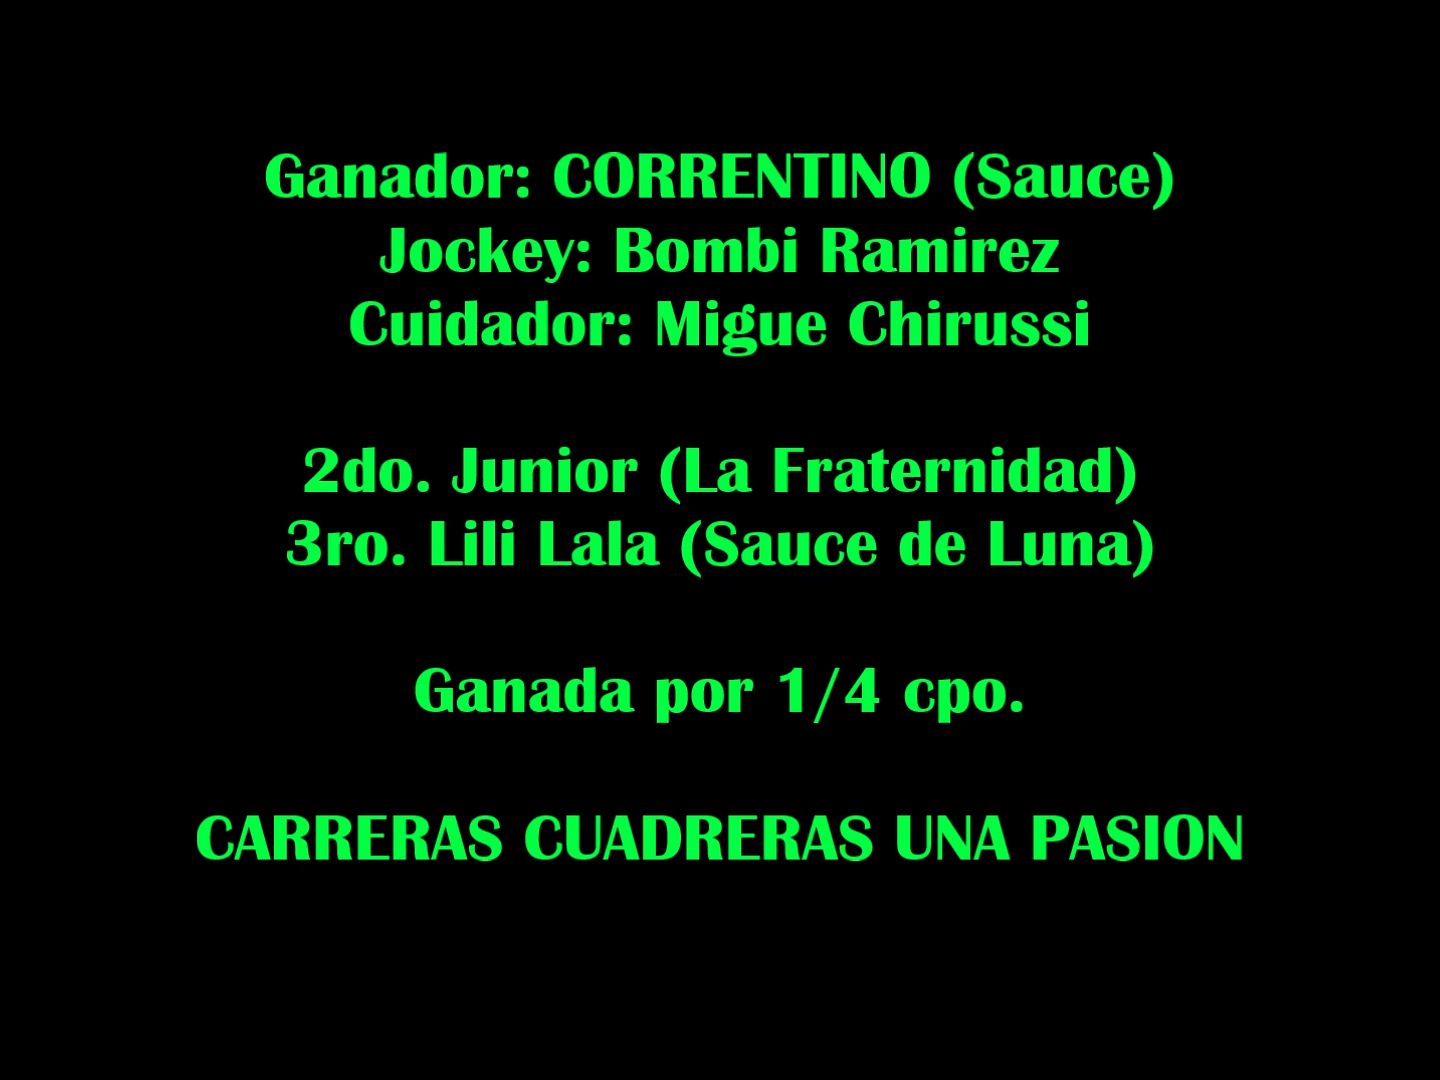 Ganador: CORRENTINO (Sauce)
Jockey: Bombi Ramirez
Cuidador: Migue Chirussi
2do. Junior (La Fraternidad)
3ro. Lili Lala (Sauce de Luna)
Ganada por 1/4 cpo.
CARRERAS CUADRERAS UNA PASION